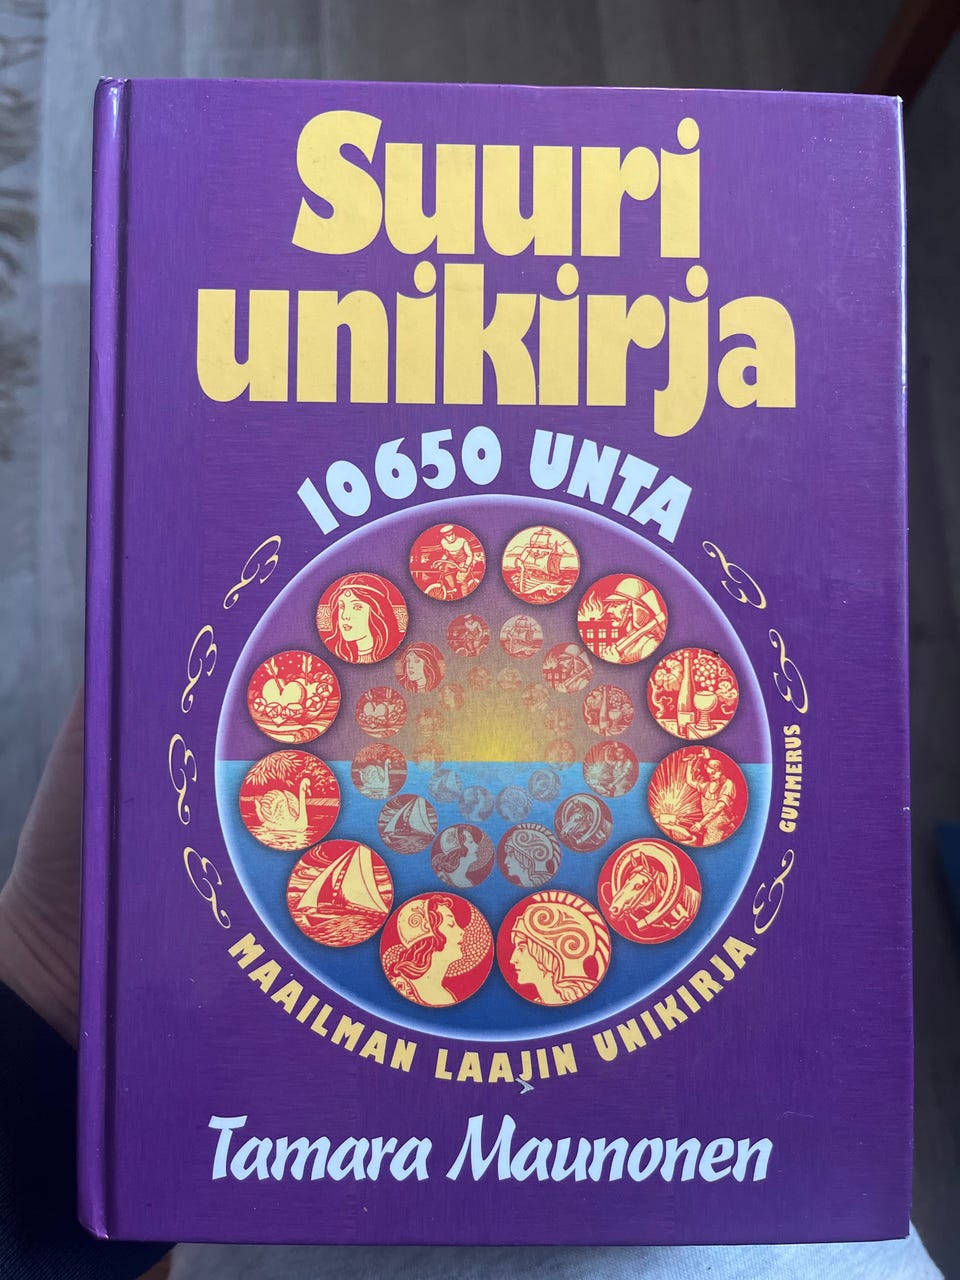 Suuri
unikirja
10650 UNTA
GUMMERUS
MAAILMAN LAAJIN UNIKIRJA
Tamara Maunonen